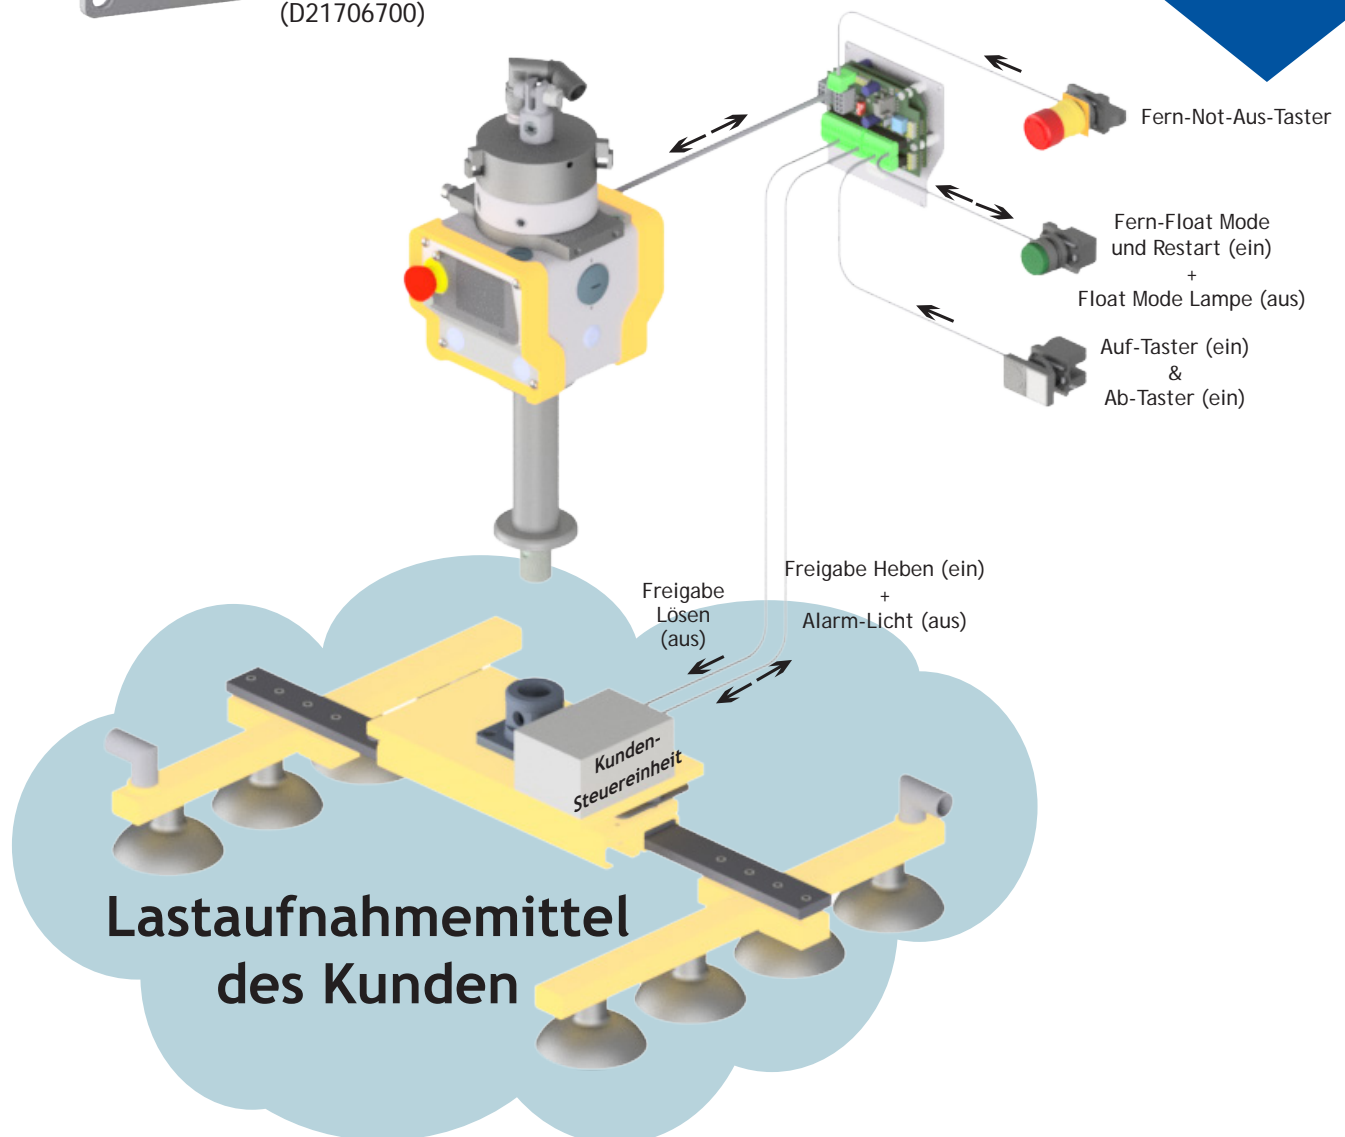 (D21706700)
Fern-Not-Aus-Taster
Fern-Float Mode
und Restart (ein)
+
Float Mode Lampe (aus)
Auf-Taster (ein)
&
Ab-Taster (ein)
Freigabe
Lösen
(aus)
Freigabe Heben (ein)
+
Alarm-Licht (aus)
Kunden-
Steuereinheit
Lastaufnahmemittel
des Kunden